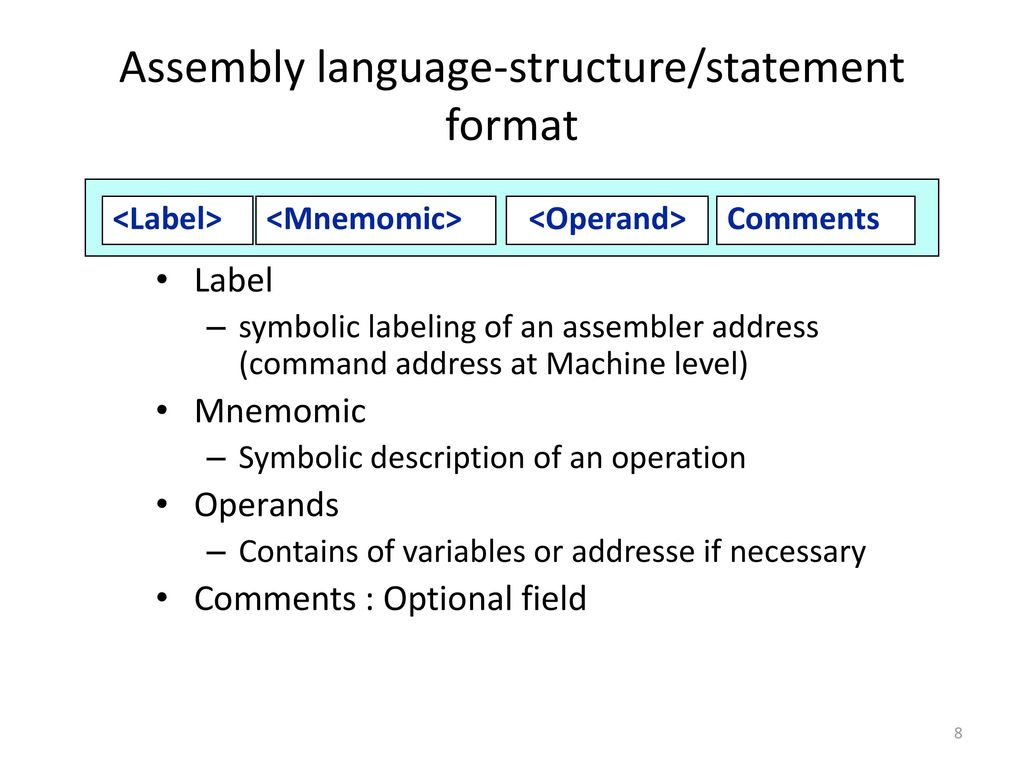 Assembly language-structure/statement
format
<Label> <Mnemomic> <Operand> Comments
• Label
– symbolic labeling of an assembler address
(command address at Machine level)
• Mnemomic
– Symbolic description of an operation
• Operands
– Contains of variables or addresse if necessary
• Comments : Optional field
8